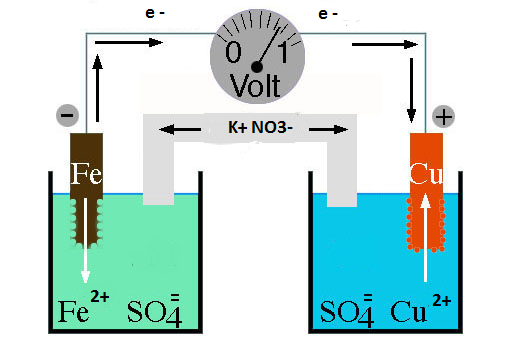 e - e -
0 1
Volt
- +
K+ NO3-
Fe Cu
Fe 2+ SO4= SO4= Cu 2+